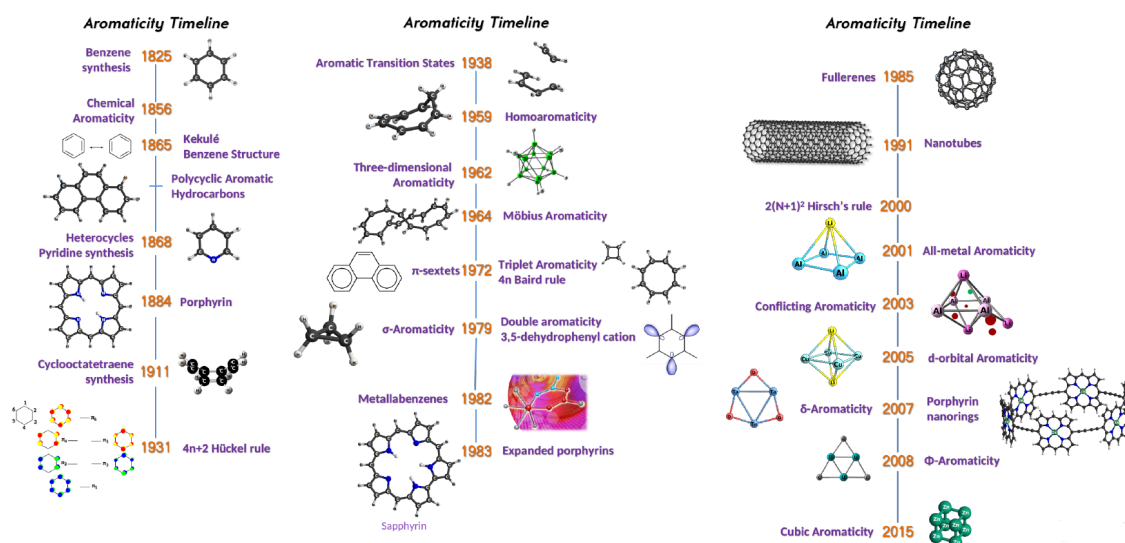 Aromaticity Timeline
Benzene
synthesis
1825
Chemical
Aromaticity
1856
1865
Kekulé
Benzene Structure
Polycyclic Aromatic
Hydrocarbons
Heterocycles
Pyridine synthesis
1868
1884
Porphyrin
Cyclooctatetraene
synthesis
1911
1931
4n+2 Hückel rule
Aromaticity Timeline
Aromatic Transition States
1938
1959
Homoaromaticity
Three-dimensional
Aromaticity
1962
1964
Möbius Aromaticity
π-sextets
1972
Triplet Aromaticity
4n Baird rule
σ-Aromaticity
1979
Double aromaticity
3,5-dehydrophenyl cation
Metallabenzenes
1982
1983
Expanded porphyrins
Sapphyrin
Aromaticity Timeline
Fullerenes
1985
1991
Nanotubes
2(N+1)² Hirsch's rule
2000
2001
All-metal Aromaticity
Li
Al Al
Al Al
Conflicting Aromaticity
2003
2005
d-orbital Aromaticity
δ-Aromaticity
2007
Porphyrin
nanorings
2008
Φ-Aromaticity
Cubic Aromaticity
2015